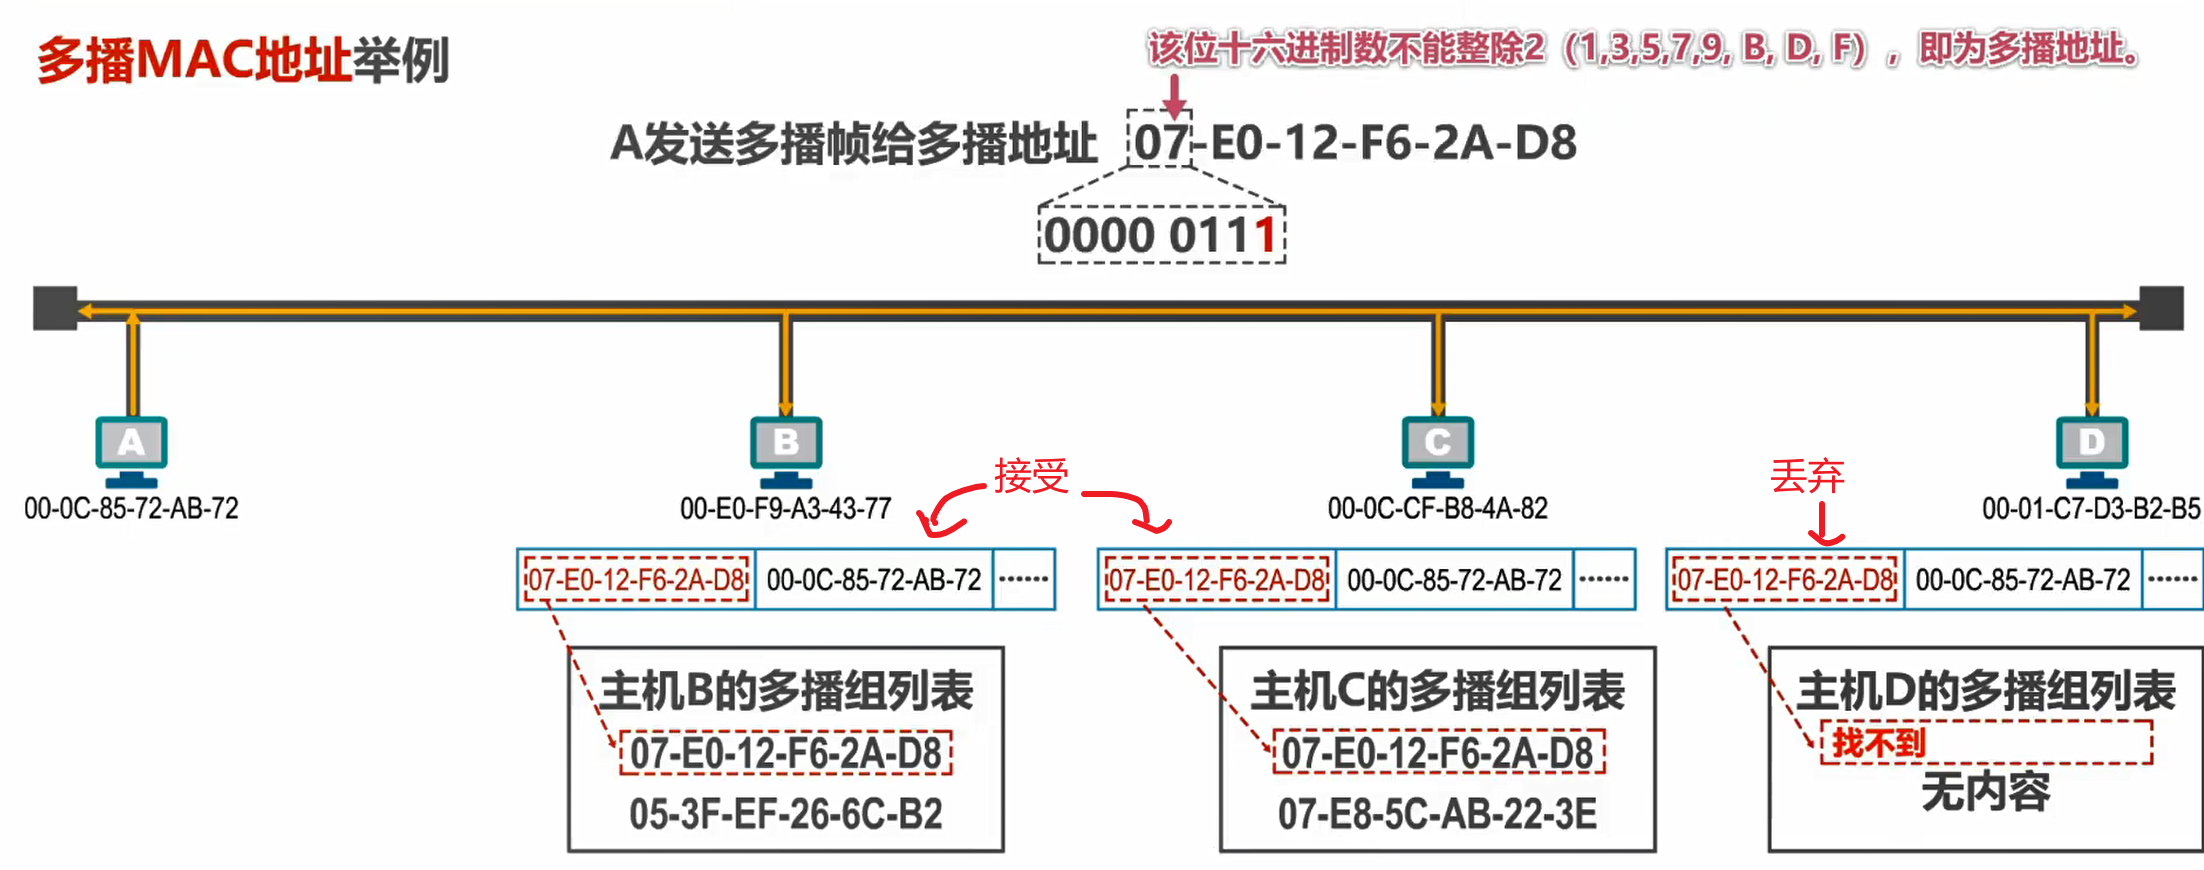 多播MAC地址举例
该位十六进制数不能整除2（1,3,5,7,9, B, D, F），即为多播地址。
A发送多播帧给多播地址 07-E0-12-F6-2A-D8
0000 0111
A
B
C
D
接受
丢弃
00-0C-85-72-AB-72
00-E0-F9-A3-43-77
00-0C-CF-B8-4A-82
00-01-C7-D3-B2-B5
07-E0-12-F6-2A-D8 00-0C-85-72-AB-72 ······
07-E0-12-F6-2A-D8 00-0C-85-72-AB-72 ······
07-E0-12-F6-2A-D8 00-0C-85-72-AB-72 ······
主机B的多播组列表
07-E0-12-F6-2A-D8
05-3F-EF-26-6C-B2
主机C的多播组列表
07-E0-12-F6-2A-D8
07-E8-5C-AB-22-3E
主机D的多播组列表
找不到
无内容